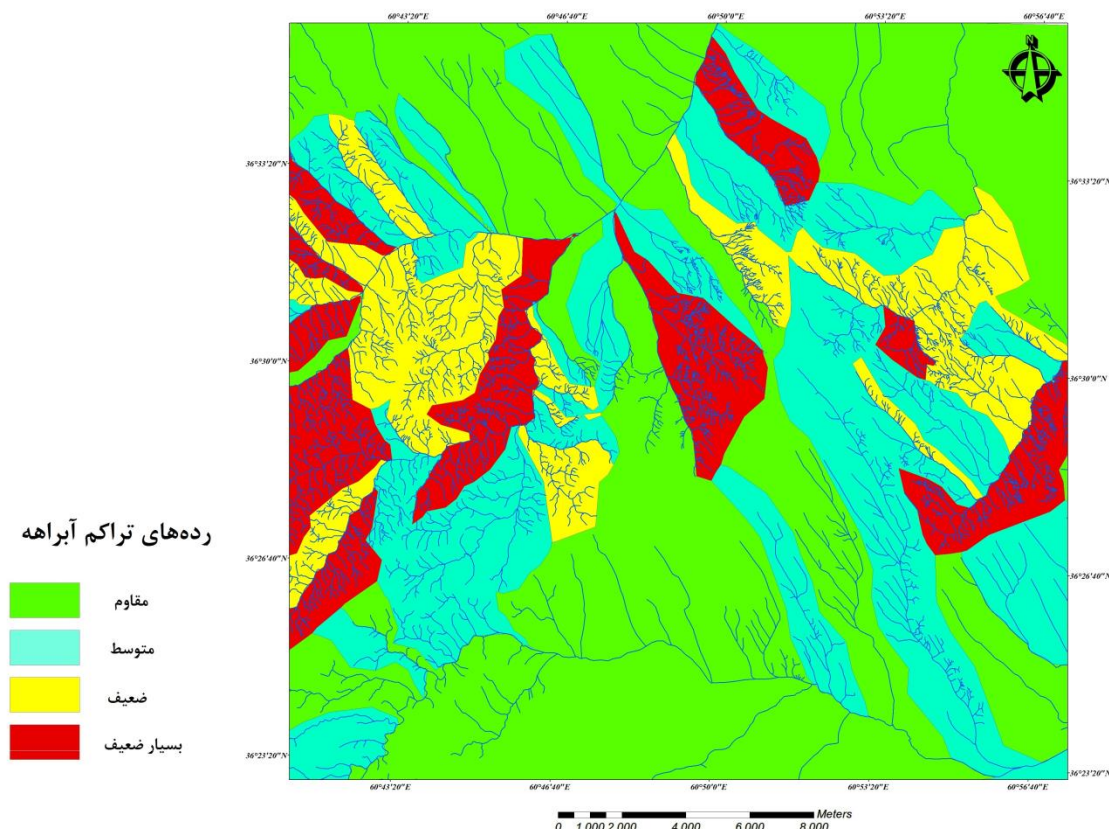 60°43'20"E 60°46'40"E 60°50'0"E 60°53'20"E 60°56'40"E
N
36°33'20"N 36°33'20"N
36°30'0"N 36°30'0"N
رده‌های تراکم آبراهه
36°26'40"N 36°26'40"N
مقاوم
متوسط
ضعیف
بسیار ضعیف
36°23'20"N 36°23'20"N
60°43'20"E 60°46'40"E 60°50'0"E 60°53'20"E 60°56'40"E
Meters
0 1,000 2,000 4,000 6,000 8,000